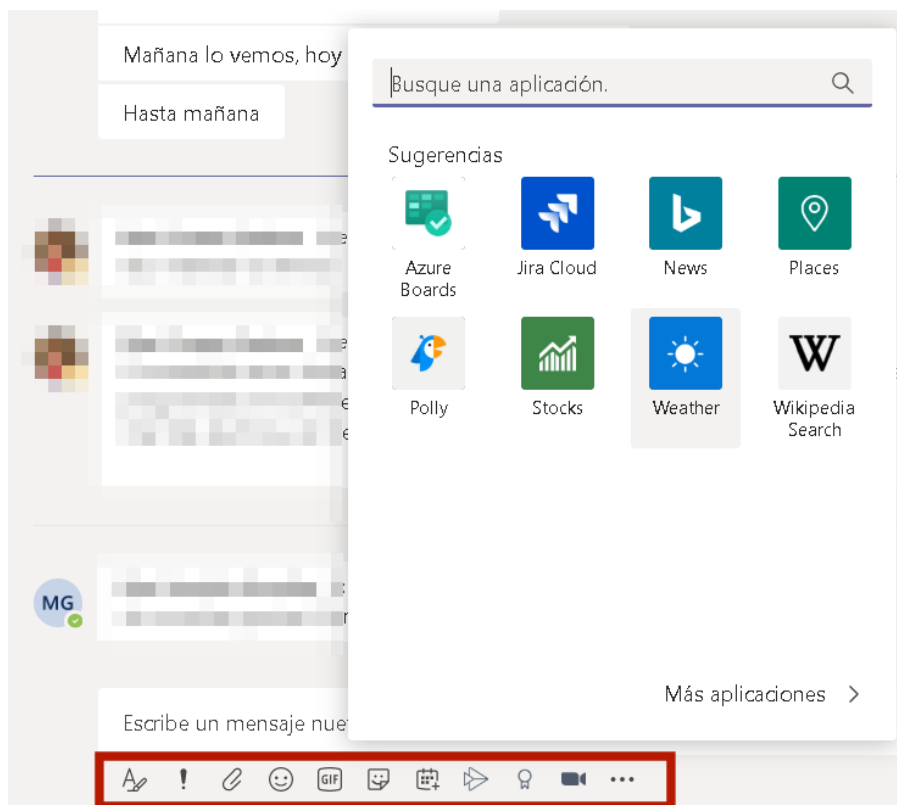 Mañana lo vemos, hoy
Hasta mañana
Busque una aplicación.
Sugerencias
Azure
Boards
Jira Cloud
News
Places
Polly
Stocks
Weather
Wikipedia
Search
MG
Más aplicaciones
Escribe un mensaje
GIF